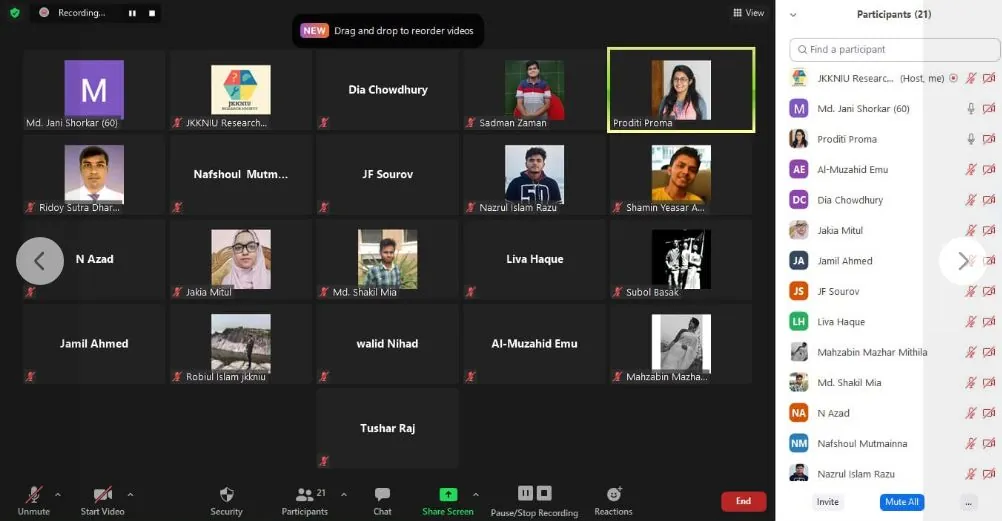 Recording...
View
NEW Drag and drop to reorder videos
M
Md. Jani Shorkar (60)
JKKNIU
JKKNIU Research...
Dia Chowdhury
Sadman Zaman
Proditi Proma
Ridoy Sutra Dhar...
Nafshoul Mutm...
JF Sourov
50
Nazrul Islam Razu
Shamin Yeasar A...
N Azad
Jakia Mitul
Md. Shakil Mia
Liva Haque
Subol Basak
Jamil Ahmed
Robiul Islam jkkniu
walid Nihad
Al-Muzahid Emu
Mahzabin Mazha...
Tushar Raj
Unmute
Start Video
Security
21
Participants
Chat
Share Screen
Pause/Stop Recording
Reactions
End
Participants (21)
Find a participant
JKKNIU Researc... (Host, me)
M Md. Jani Shorkar (60)
Proditi Proma
AE Al-Muzahid Emu
DC Dia Chowdhury
Jakia Mitul
JA Jamil Ahmed
JS JF Sourov
LH Liva Haque
Mahzabin Mazhar Mithila
Md. Shakil Mia
NA N Azad
NM Nafshoul Mutmainna
Nazrul Islam Razu
Invite
Mute All
...